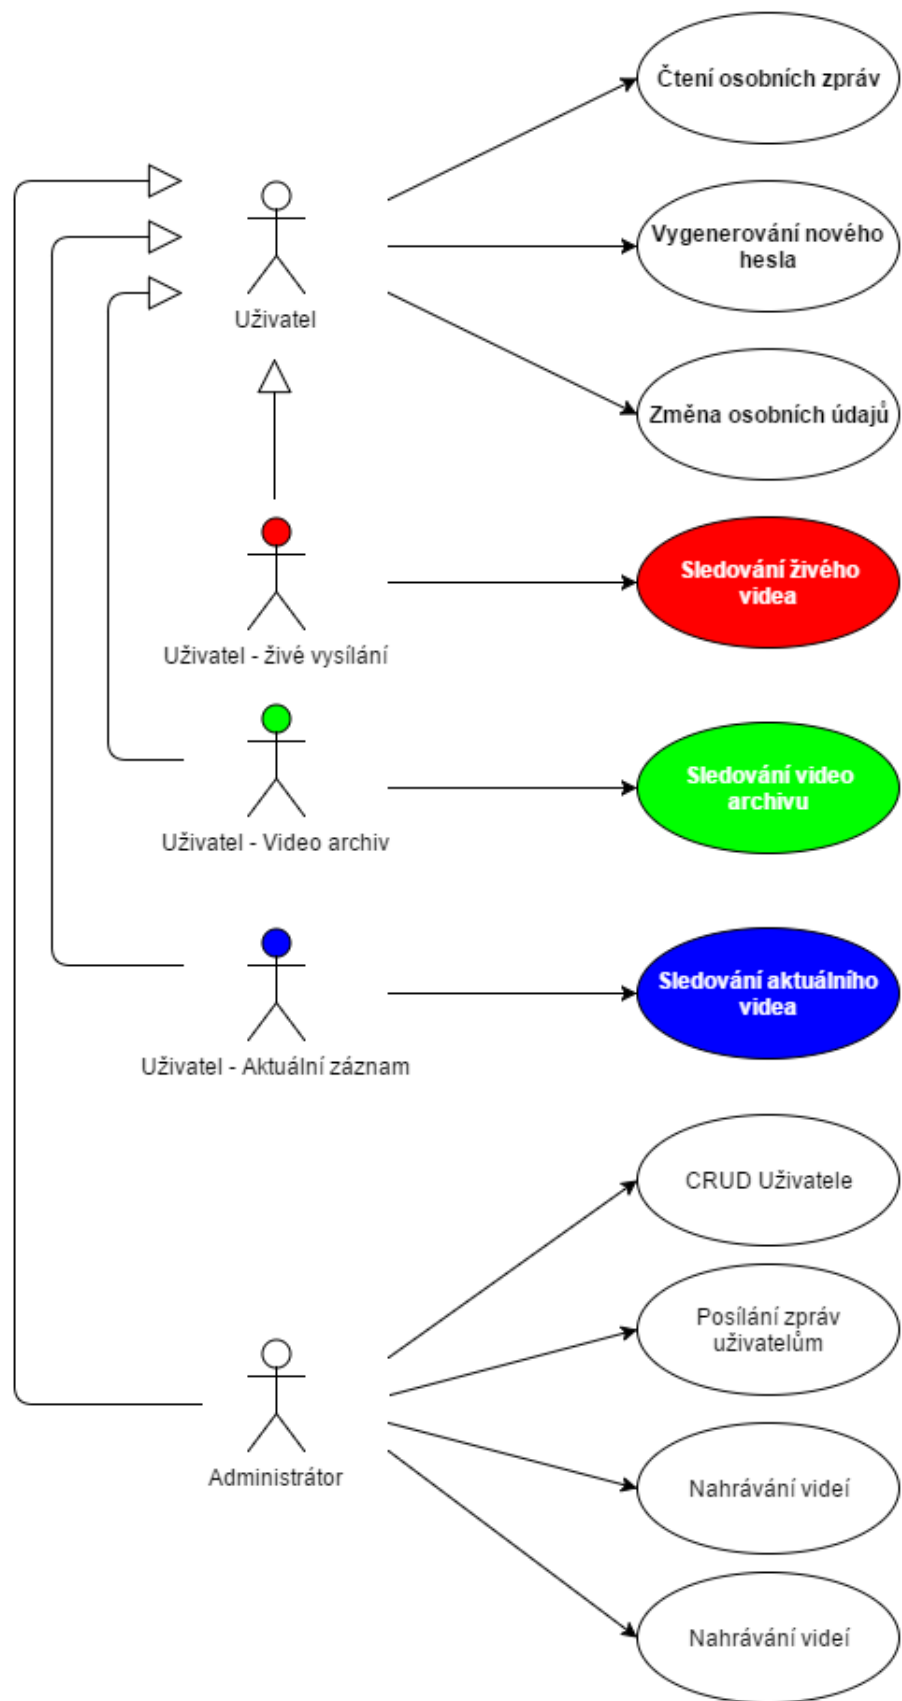 Čtení osobních zpráv
Vygenerování nového
hesla
Uživatel
Změna osobních údajů
Sledování živého
videa
Uživatel - živé vysílání
Sledování video
archivu
Uživatel - Video archiv
Sledování aktuálního
videa
Uživatel - Aktuální záznam
CRUD Uživatele
Posílání zpráv
uživatelům
Administrátor
Nahrávání videí
Nahrávání videí